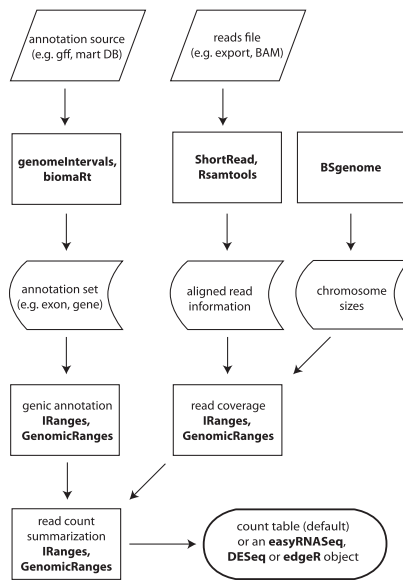 annotation source
(e.g. gff, mart DB)
reads file
(e.g. export, BAM)
genomeIntervals,
biomaRt
ShortRead,
Rsamtools
BSgenome
annotation set
(e.g. exon, gene)
aligned read
information
chromosome
sizes
genic annotation
IRanges,
GenomicRanges
read coverage
IRanges,
GenomicRanges
read count
summarization
IRanges,
GenomicRanges
count table (default)
or an easyRNASeq,
DESeq or edgeR object